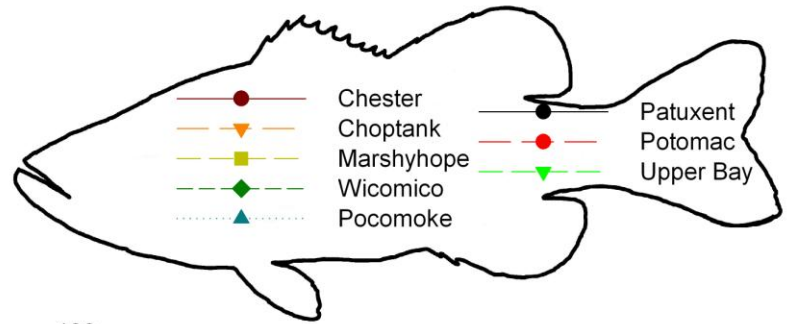 Chester
Choptank
Marshyhope
Wicomico
Pocomoke
Patuxent
Potomac
Upper Bay